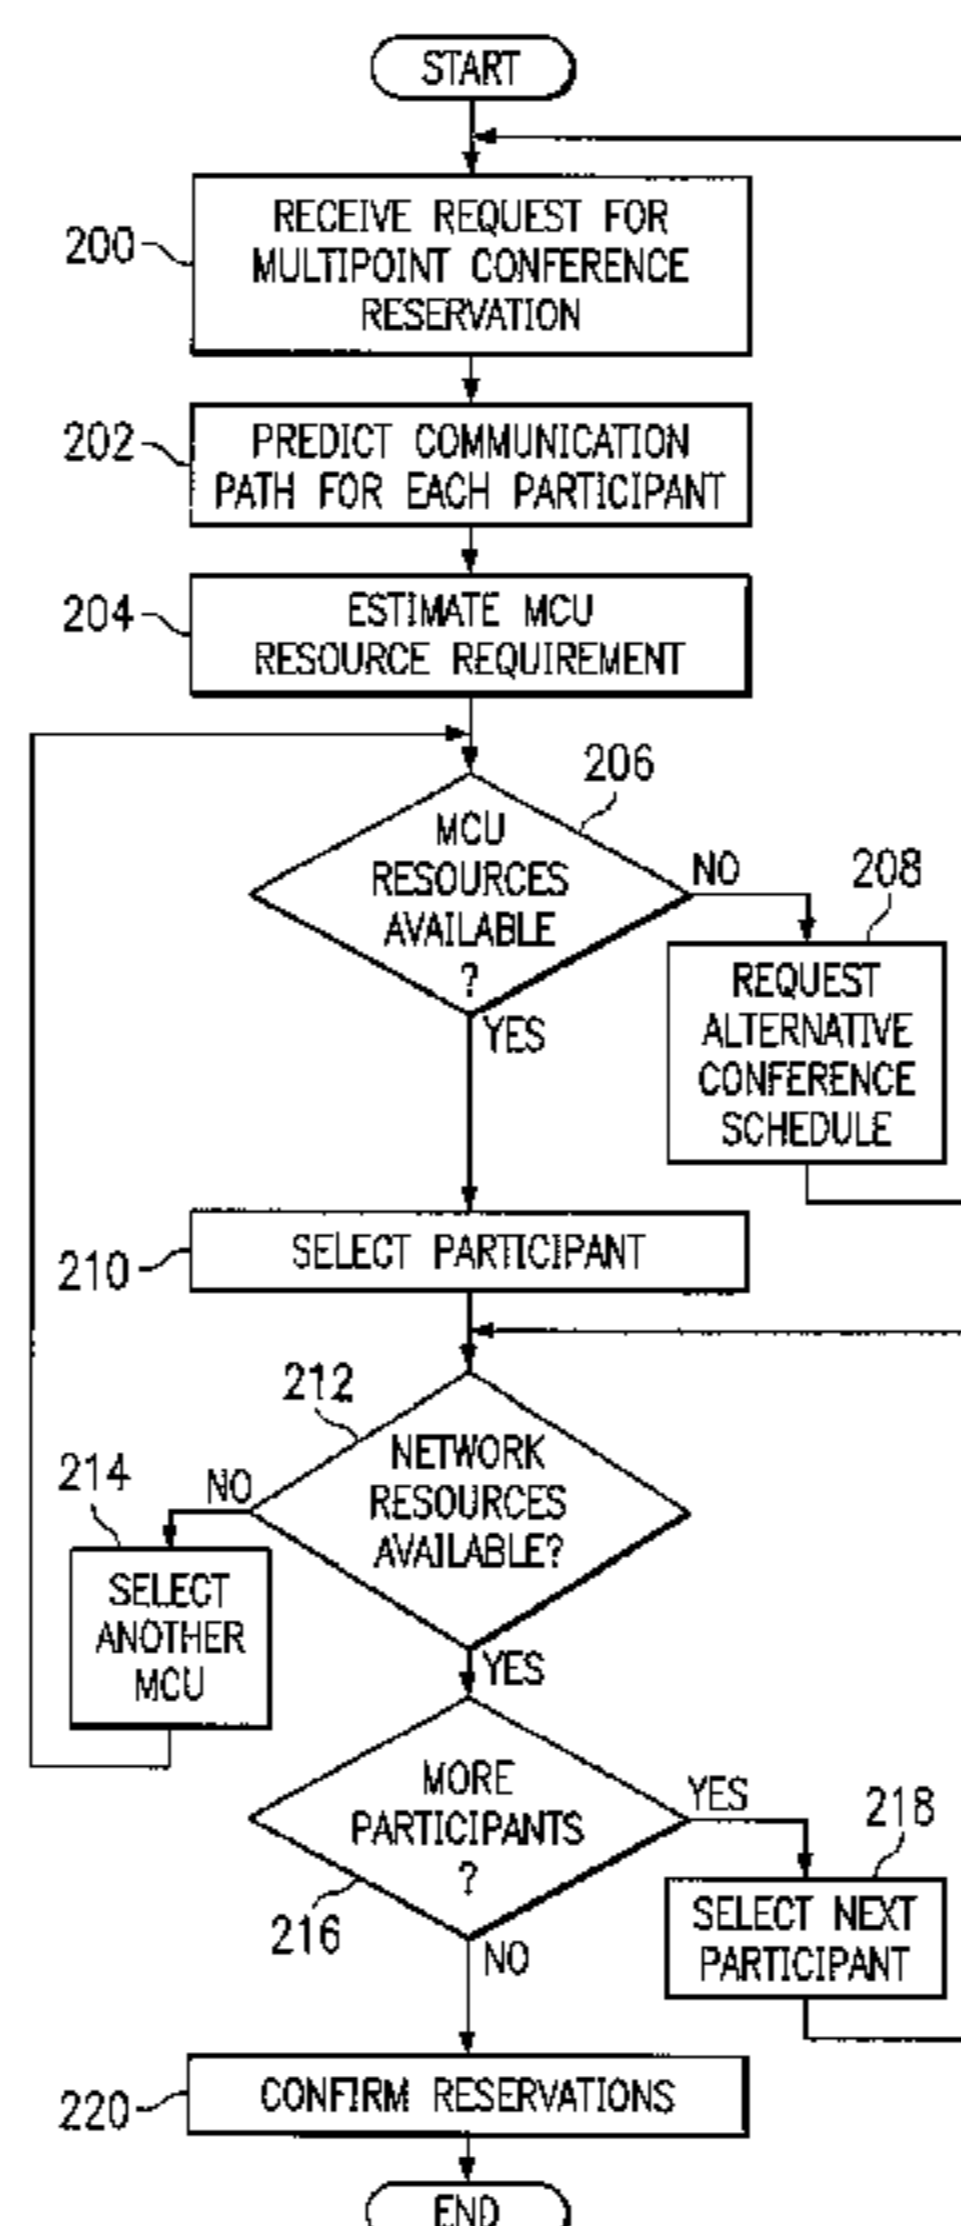 START
200
RECEIVE REQUEST FOR
MULTIPOINT CONFERENCE
RESERVATION
202
PREDICT COMMUNICATION
PATH FOR EACH PARTICIPANT
204
ESTIMATE MCU
RESOURCE REQUIREMENT
206
MCU
RESOURCES
AVAILABLE
?
NO
YES
208
REQUEST
ALTERNATIVE
CONFERENCE
SCHEDULE
210
SELECT PARTICIPANT
212
NETWORK
RESOURCES
AVAILABLE?
NO
YES
214
SELECT
ANOTHER
MCU
MORE
PARTICIPANTS
?
216
YES
NO
218
SELECT NEXT
PARTICIPANT
220
CONFIRM RESERVATIONS
END